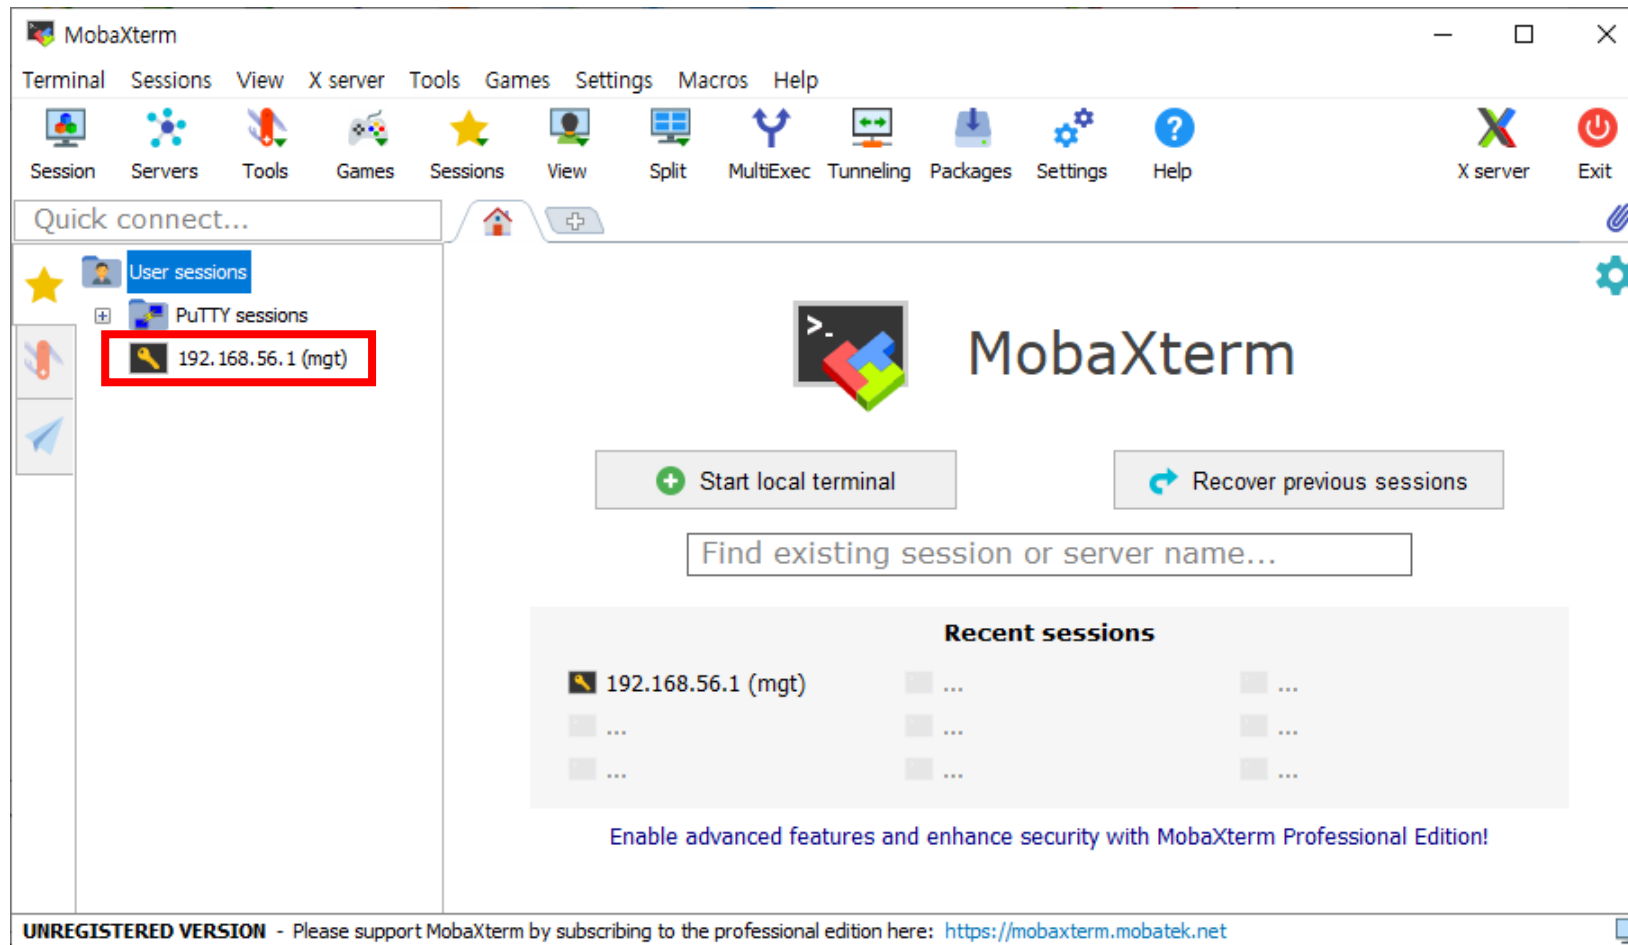 MobaXterm
Terminal Sessions View X server Tools Games Settings Macros Help
Session Servers Tools Games Sessions View Split MultiExec Tunneling Packages Settings Help X server Exit
Quick connect...
User sessions
PuTTY sessions
192.168.56.1 (mgt)
>_ MobaXterm
Start local terminal Recover previous sessions
Find existing session or server name...
Recent sessions
192.168.56.1 (mgt) ... ...
... ... ...
... ... ...
Enable advanced features and enhance security with MobaXterm Professional Edition!
UNREGISTERED VERSION - Please support MobaXterm by subscribing to the professional edition here: https://mobaxterm.mobatek.net